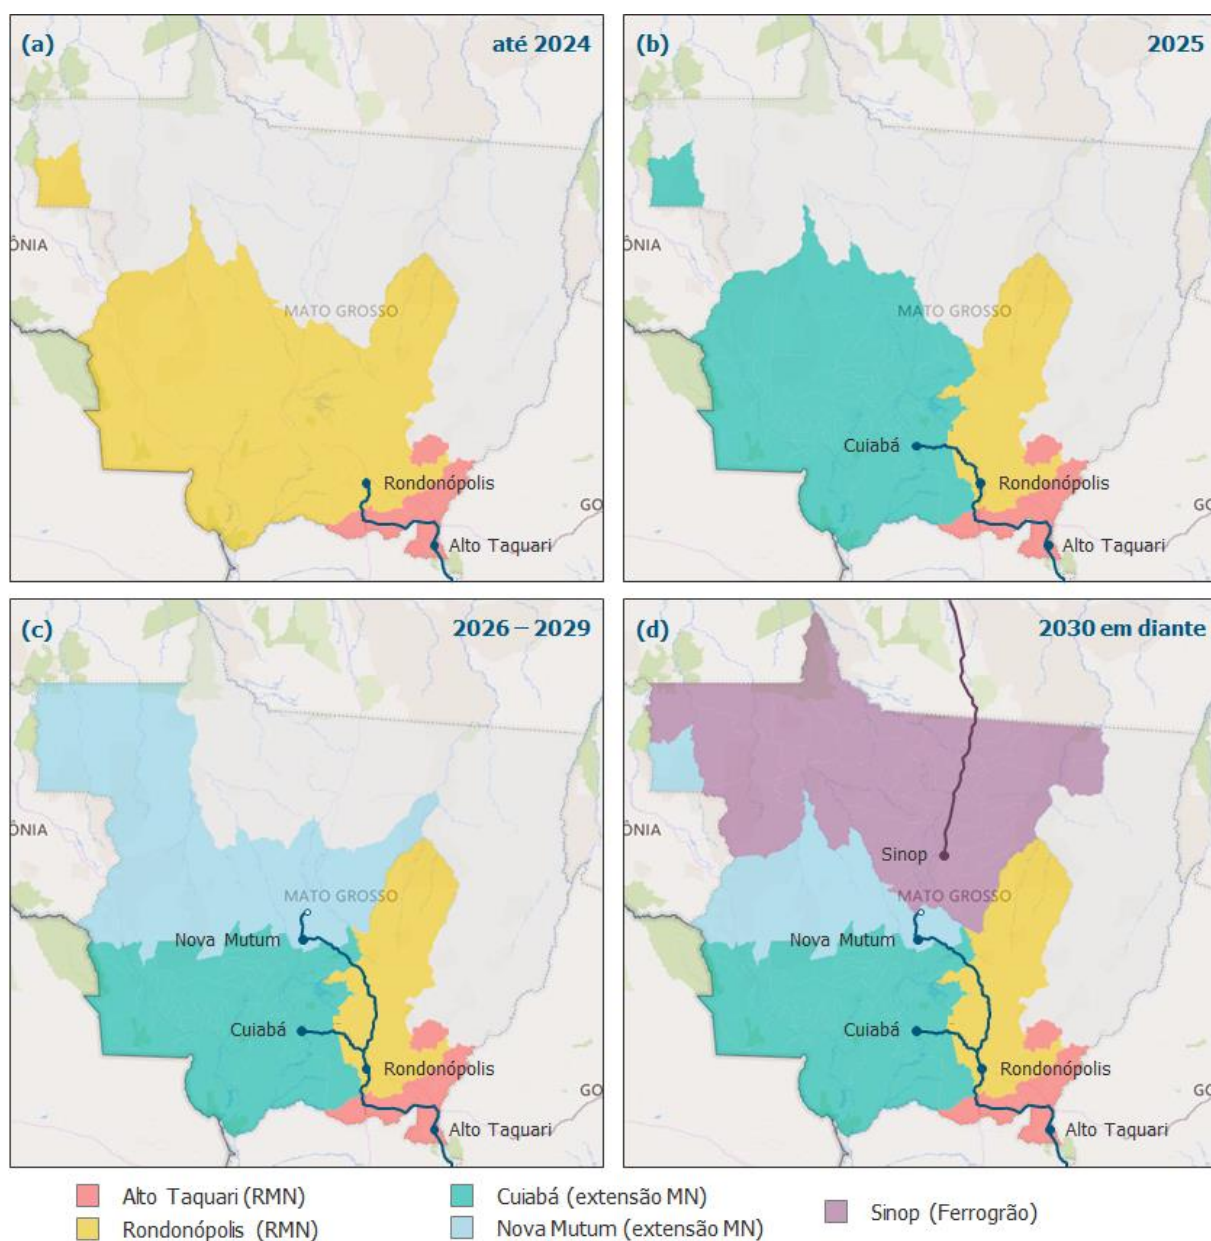 (a) até 2024
ÔNIA
MATO GROSSO
Rondonópolis
GO
Alto Taquari
(b) 2025
ÔNIA
MATO GROSSO
Cuiabá
Rondonópolis
GO
Alto Taquari
(c) 2026 – 2029
ÔNIA
MATO GROSSO
Nova Mutum
Cuiabá
Rondonópolis
GO
Alto Taquari
(d) 2030 em diante
ÔNIA
Sinop
MATO GROSSO
Nova Mutum
Cuiabá
Rondonópolis
GO
Alto Taquari
Alto Taquari (RMN)
Rondonópolis (RMN)
Cuiabá (extensão MN)
Nova Mutum (extensão MN)
Sinop (Ferrogrão)